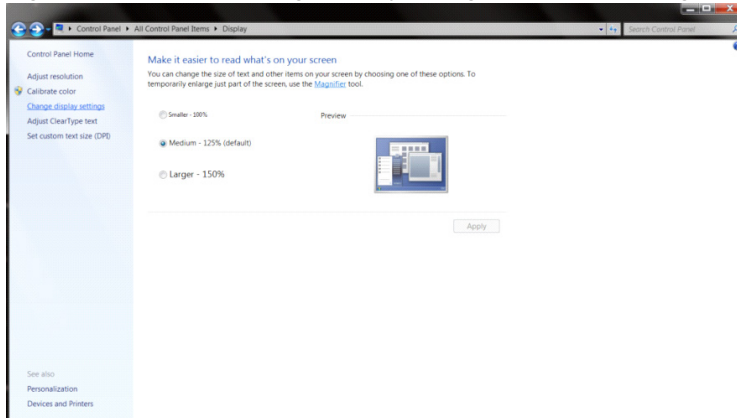 Control Panel ▸ All Control Panel Items ▸ Display
Search Control Panel
Control Panel Home
Adjust resolution
Calibrate color
Change display settings
Adjust ClearType text
Set custom text size (DPI)
Make it easier to read what's on your screen
You can change the size of text and other items on your screen by choosing one of these options. To
temporarily enlarge just part of the screen, use the Magnifier tool.
Smaller - 100%
Preview
Medium - 125% (default)
Larger - 150%
Apply
See also
Personalization
Devices and Printers